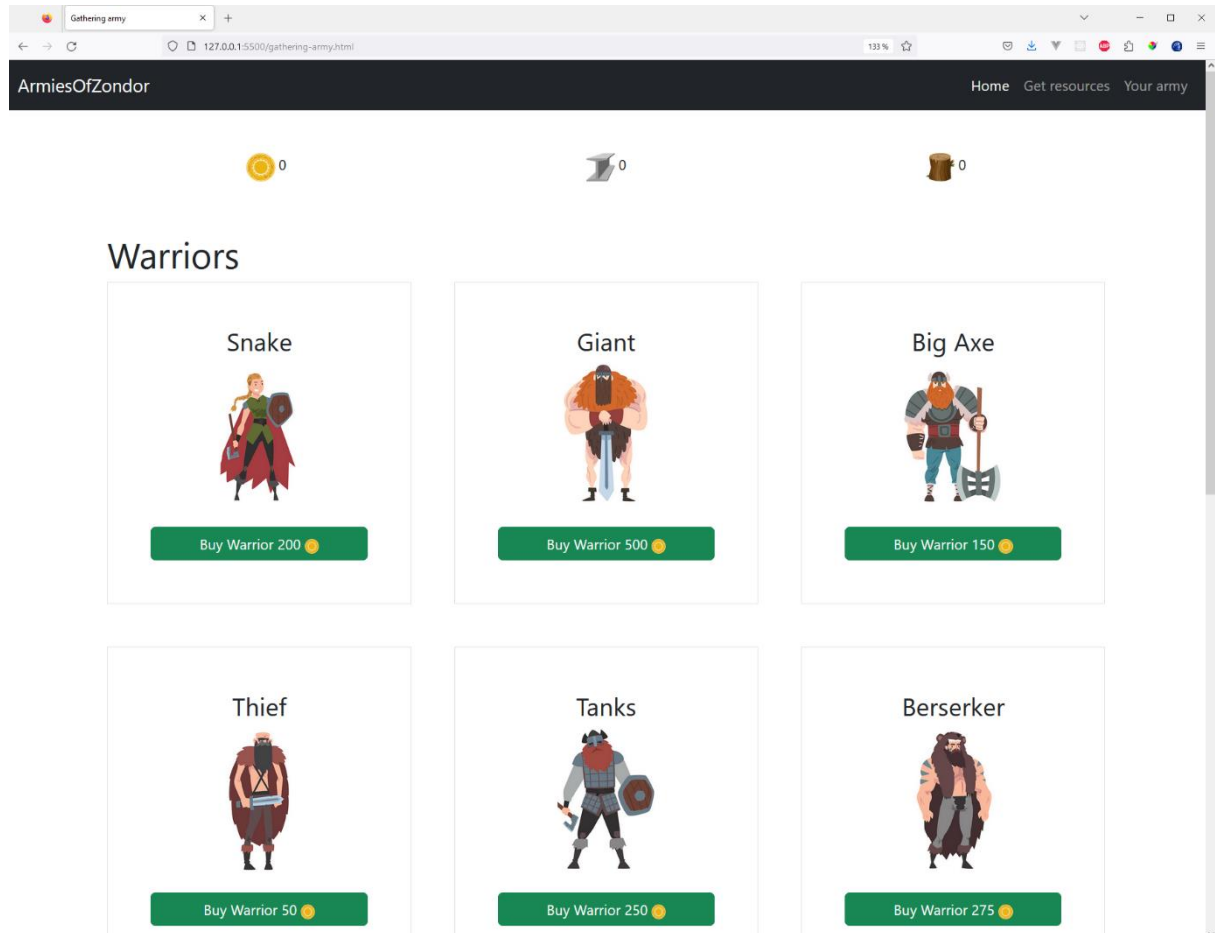 Gathering army
127.0.0.1:5500/gathering-army.html
133 %
ABP
ArmiesOfZondor
Home Get resources Your army
0 0 0
Warriors
Snake Giant Big Axe
Buy Warrior 200 Buy Warrior 500 Buy Warrior 150
Thief Tanks Berserker
Buy Warrior 50 Buy Warrior 250 Buy Warrior 275